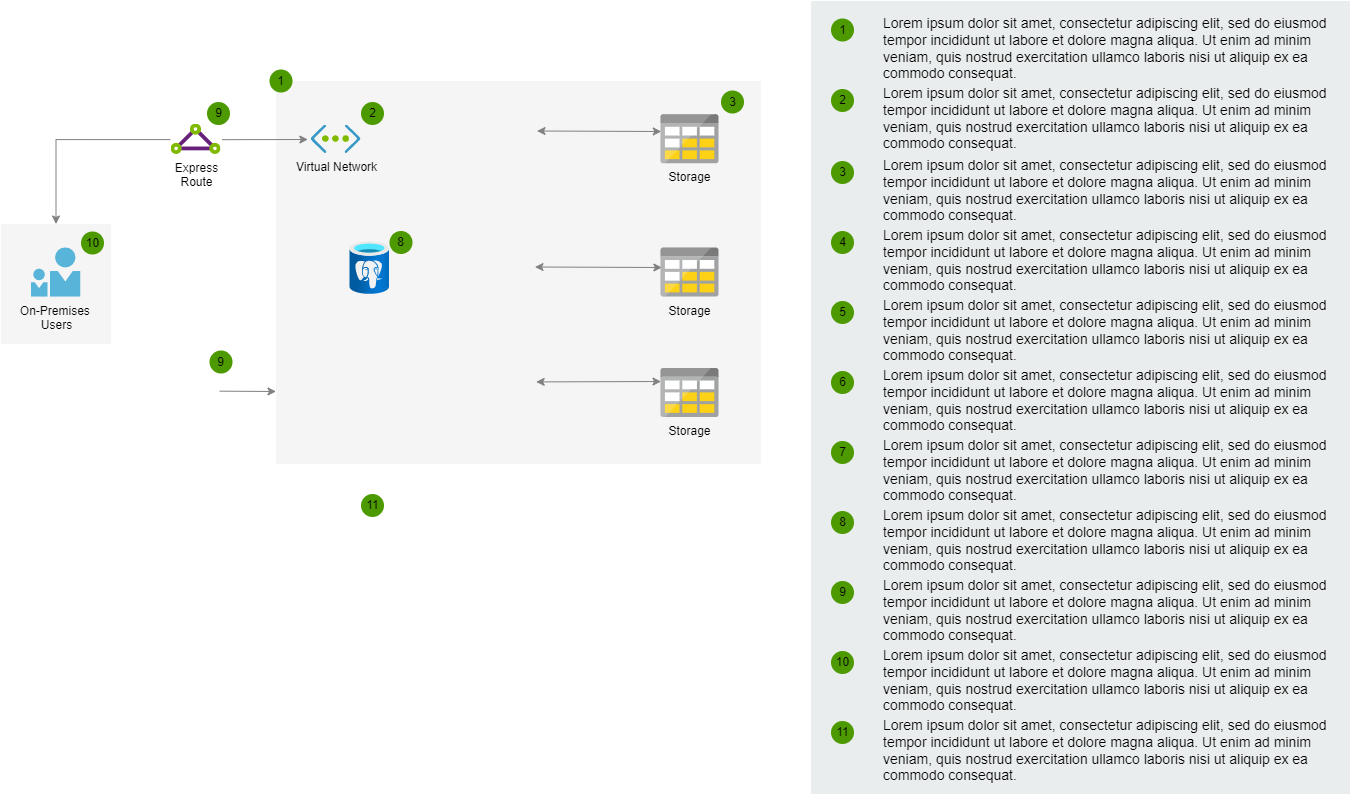 1
9
2
3
Express
Route
Virtual Network
Storage
10
8
On-Premises
Users
Storage
9
Storage
11
1
Lorem ipsum dolor sit amet, consectetur adipiscing elit, sed do eiusmod
tempor incididunt ut labore et dolore magna aliqua. Ut enim ad minim
veniam, quis nostrud exercitation ullamco laboris nisi ut aliquip ex ea
commodo consequat.
2
Lorem ipsum dolor sit amet, consectetur adipiscing elit, sed do eiusmod
tempor incididunt ut labore et dolore magna aliqua. Ut enim ad minim
veniam, quis nostrud exercitation ullamco laboris nisi ut aliquip ex ea
commodo consequat.
3
Lorem ipsum dolor sit amet, consectetur adipiscing elit, sed do eiusmod
tempor incididunt ut labore et dolore magna aliqua. Ut enim ad minim
veniam, quis nostrud exercitation ullamco laboris nisi ut aliquip ex ea
commodo consequat.
4
Lorem ipsum dolor sit amet, consectetur adipiscing elit, sed do eiusmod
tempor incididunt ut labore et dolore magna aliqua. Ut enim ad minim
veniam, quis nostrud exercitation ullamco laboris nisi ut aliquip ex ea
commodo consequat.
5
Lorem ipsum dolor sit amet, consectetur adipiscing elit, sed do eiusmod
tempor incididunt ut labore et dolore magna aliqua. Ut enim ad minim
veniam, quis nostrud exercitation ullamco laboris nisi ut aliquip ex ea
commodo consequat.
6
Lorem ipsum dolor sit amet, consectetur adipiscing elit, sed do eiusmod
tempor incididunt ut labore et dolore magna aliqua. Ut enim ad minim
veniam, quis nostrud exercitation ullamco laboris nisi ut aliquip ex ea
commodo consequat.
7
Lorem ipsum dolor sit amet, consectetur adipiscing elit, sed do eiusmod
tempor incididunt ut labore et dolore magna aliqua. Ut enim ad minim
veniam, quis nostrud exercitation ullamco laboris nisi ut aliquip ex ea
commodo consequat.
8
Lorem ipsum dolor sit amet, consectetur adipiscing elit, sed do eiusmod
tempor incididunt ut labore et dolore magna aliqua. Ut enim ad minim
veniam, quis nostrud exercitation ullamco laboris nisi ut aliquip ex ea
commodo consequat.
9
Lorem ipsum dolor sit amet, consectetur adipiscing elit, sed do eiusmod
tempor incididunt ut labore et dolore magna aliqua. Ut enim ad minim
veniam, quis nostrud exercitation ullamco laboris nisi ut aliquip ex ea
commodo consequat.
10
Lorem ipsum dolor sit amet, consectetur adipiscing elit, sed do eiusmod
tempor incididunt ut labore et dolore magna aliqua. Ut enim ad minim
veniam, quis nostrud exercitation ullamco laboris nisi ut aliquip ex ea
commodo consequat.
11
Lorem ipsum dolor sit amet, consectetur adipiscing elit, sed do eiusmod
tempor incididunt ut labore et dolore magna aliqua. Ut enim ad minim
veniam, quis nostrud exercitation ullamco laboris nisi ut aliquip ex ea
commodo consequat.